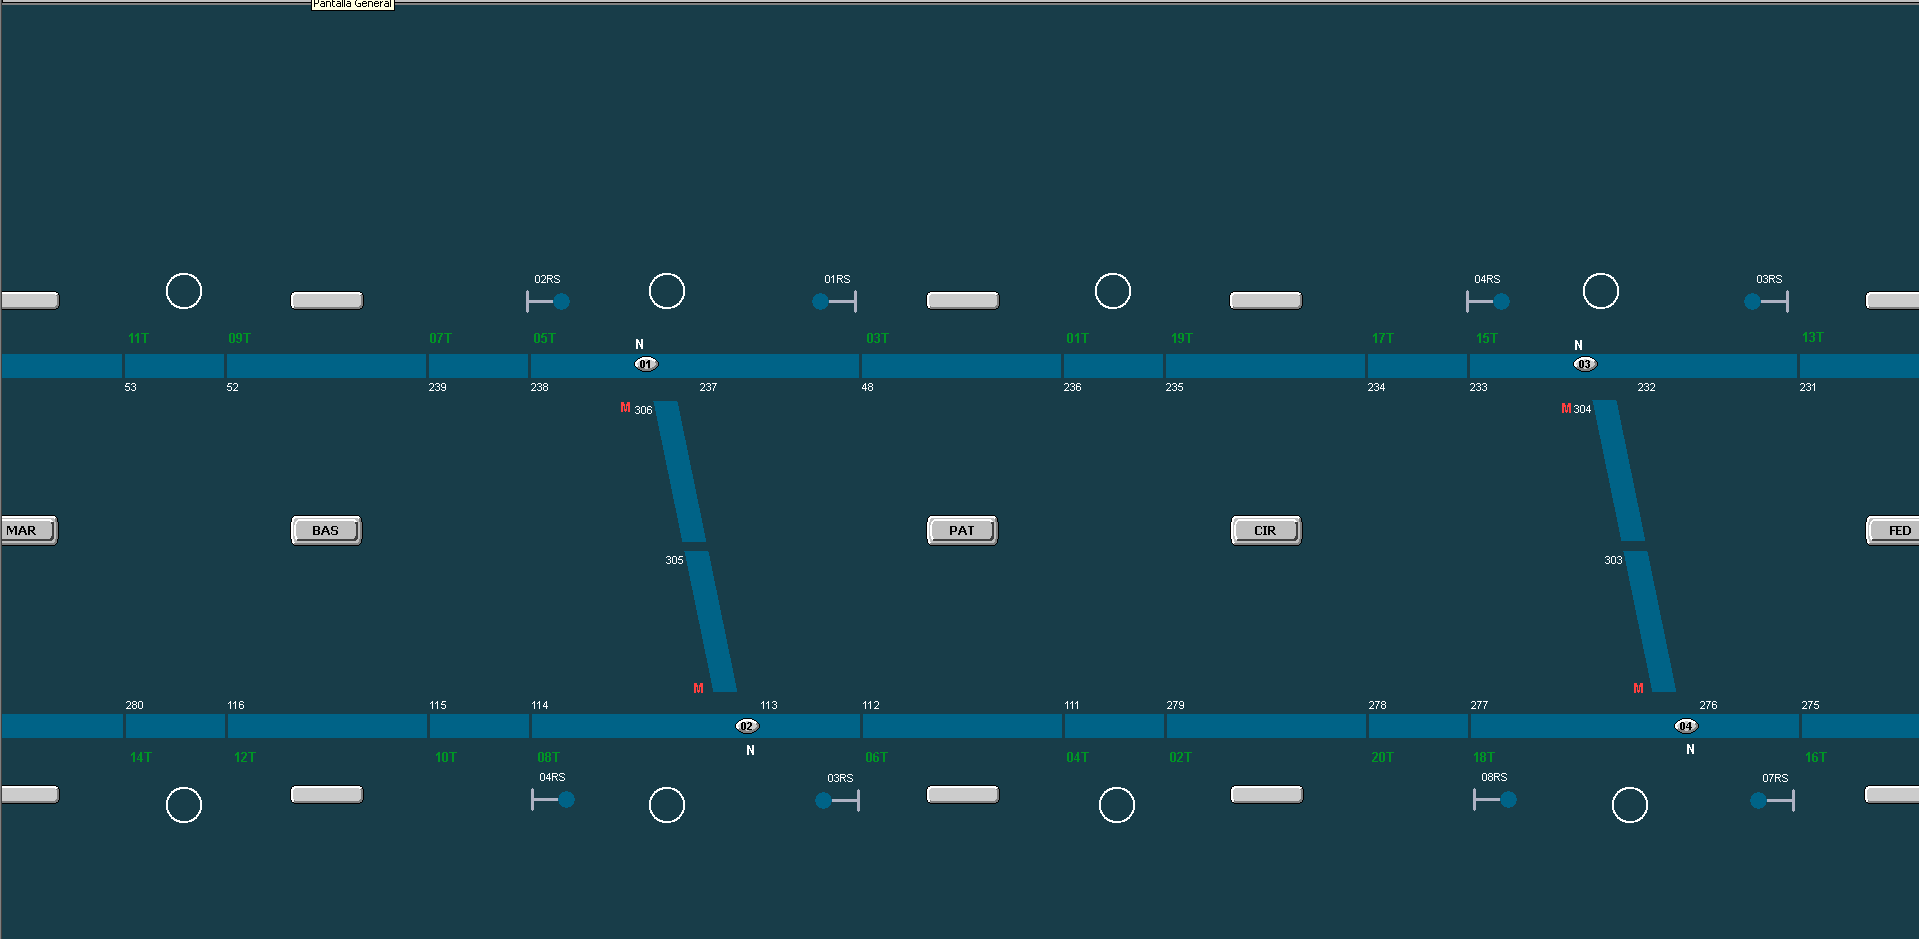 Pantalla General
02RS 01RS 04RS 03RS
11T 09T 07T 05T N 03T 01T 19T 17T 15T N 13T
01 03
53 52 239 238 237 48 236 235 234 233 232 231
M 306 M 304
MAR BAS PAT CIR FED
305 303
M M
280 116 115 114 113 112 111 279 278 277 276 275
02 04
N N
14T 12T 10T 08T 06T 04T 02T 20T 18T 16T
04RS 03RS 08RS 07RS